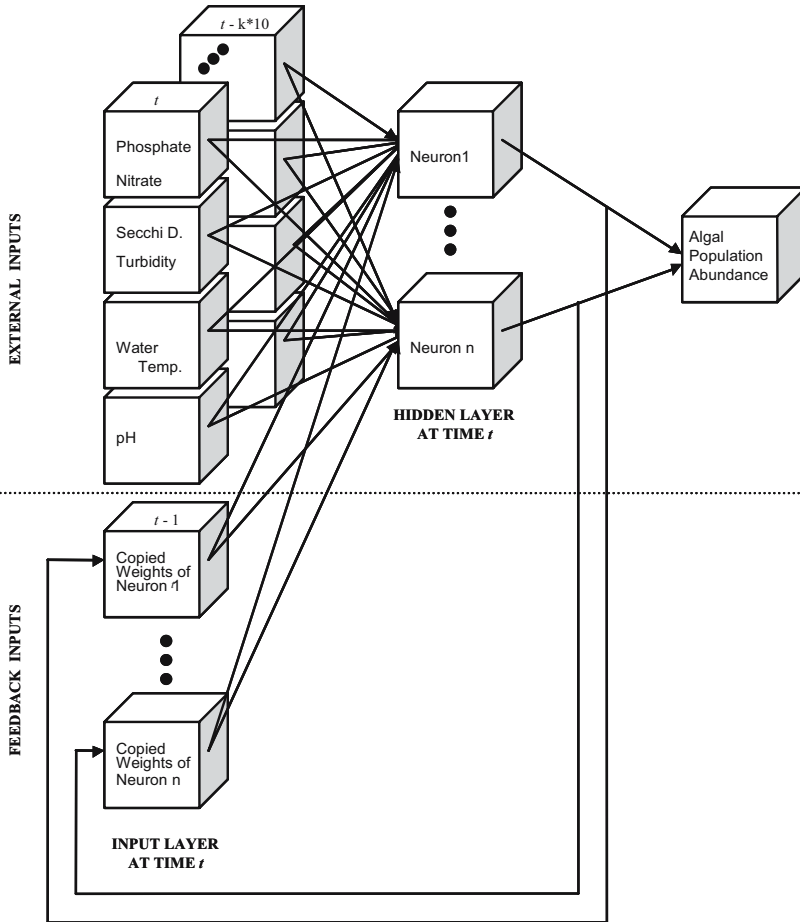 t - k*10
t
Phosphate
Nitrate
Secchi D.
Turbidity
Water
Temp.
pH
EXTERNAL INPUTS
Neuron1
Neuron n
HIDDEN LAYER
AT TIME t
Algal
Population
Abundance
t - 1
Copied
Weights of
Neuron 1
Copied
Weights of
Neuron n
FEEDBACK INPUTS
INPUT LAYER
AT TIME t